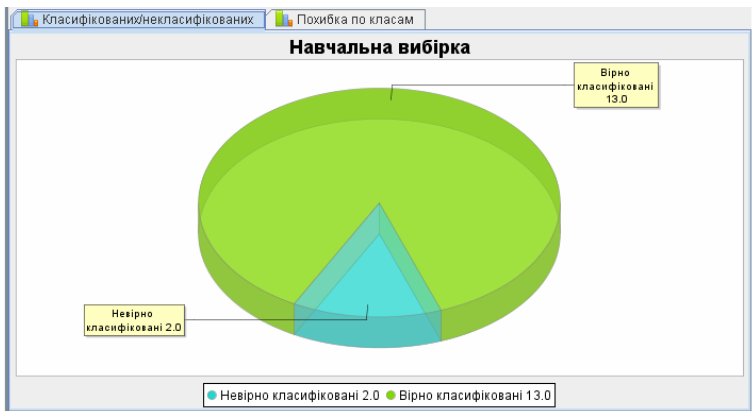 Класифікованих/некласифікованих
Похибка по класам
Навчальна вибірка
Вірно
класифіковані
13.0
Невірно
класифіковані 2.0
Невірно класифіковані 2.0
Вірно класифіковані 13.0